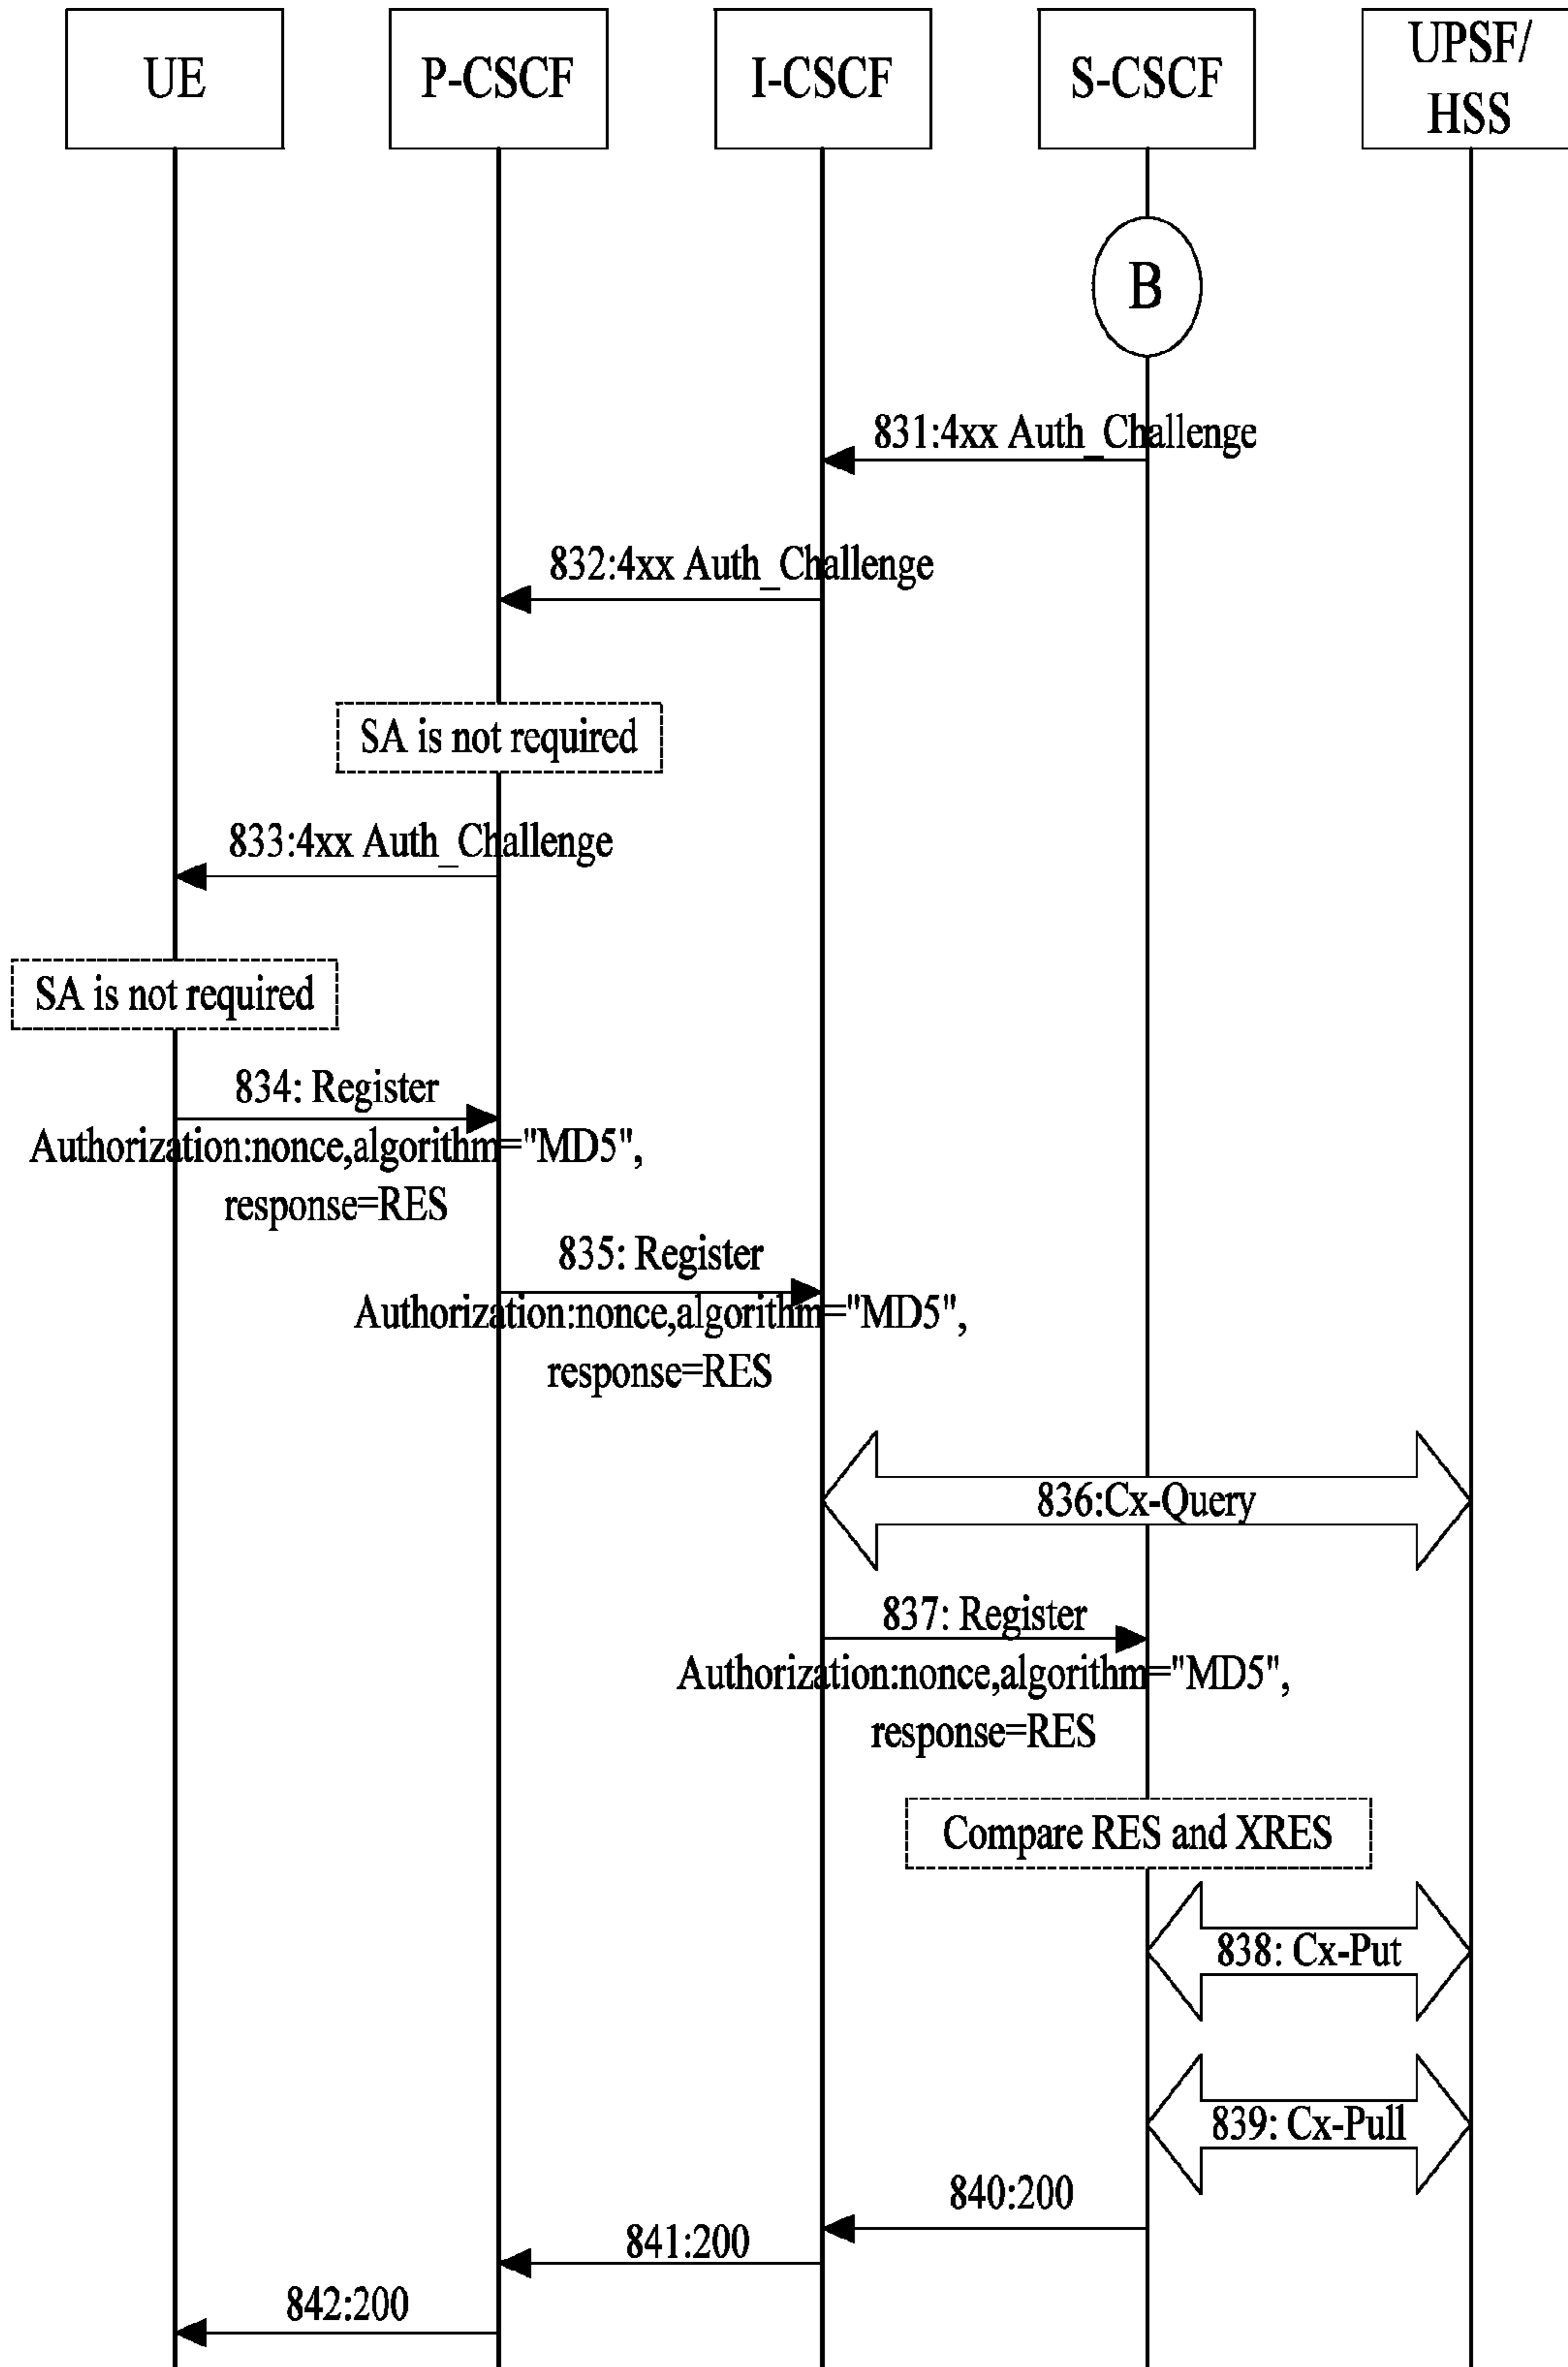 UE
P-CSCF
I-CSCF
S-CSCF
UPSF/
HSS
B
831:4xx Auth_Challenge
832:4xx Auth_Challenge
SA is not required
833:4xx Auth_Challenge
SA is not required
834: Register
Authorization:nonce,algorithm="MD5",
response=RES
835: Register
Authorization:nonce,algorithm="MD5",
response=RES
836:Cx-Query
837: Register
Authorization:nonce,algorithm="MD5",
response=RES
Compare RES and XRES
838: Cx-Put
839: Cx-Pull
840:200
841:200
842:200